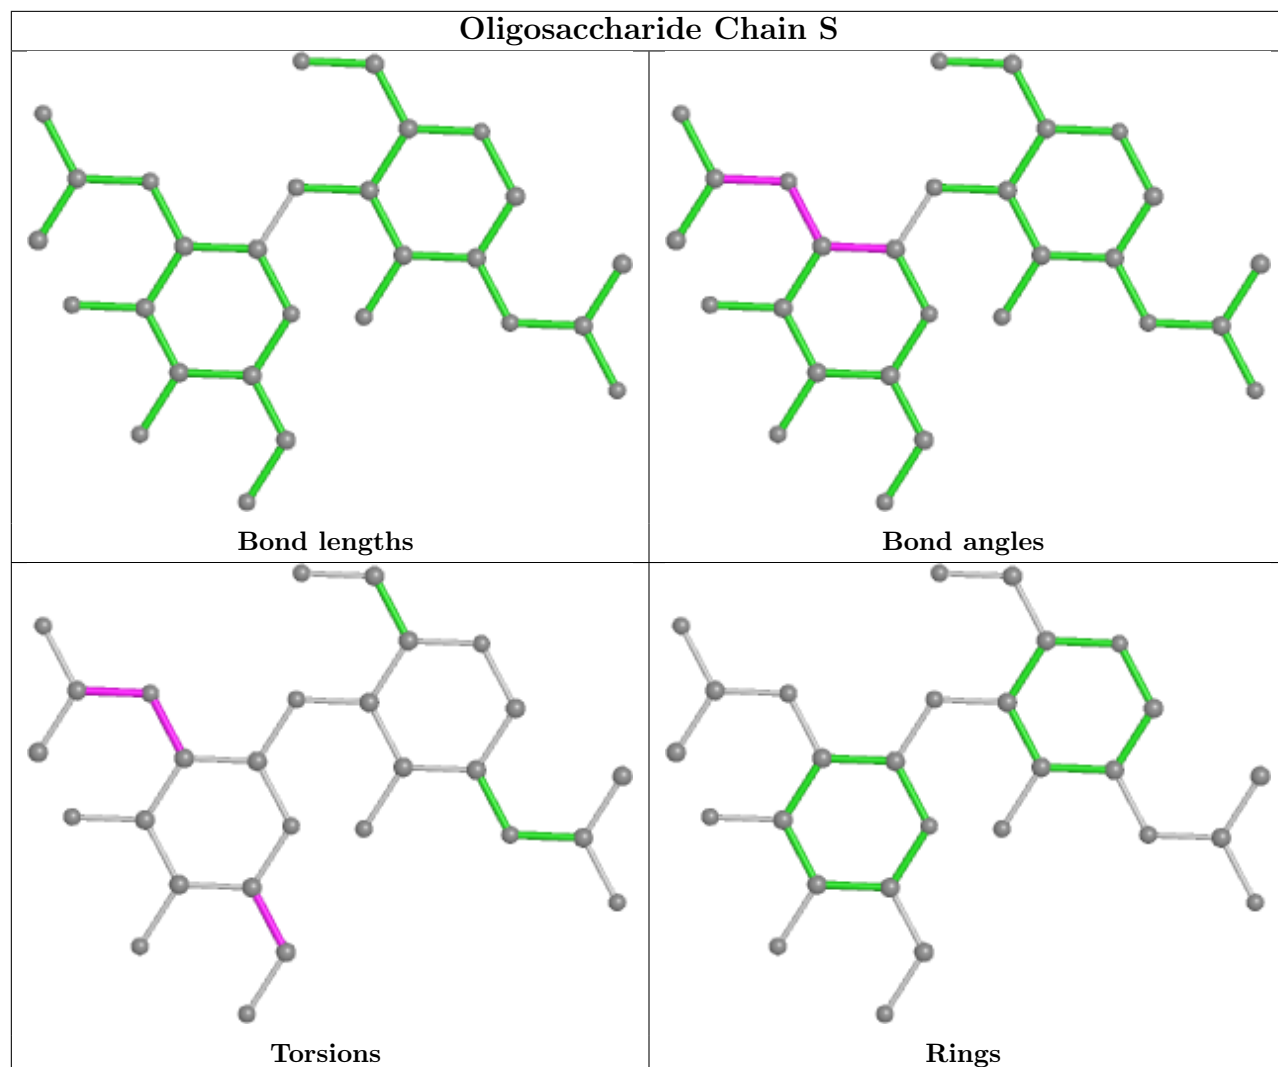 Oligosaccharide Chain S
Bond lengths
Bond angles
Torsions
Rings